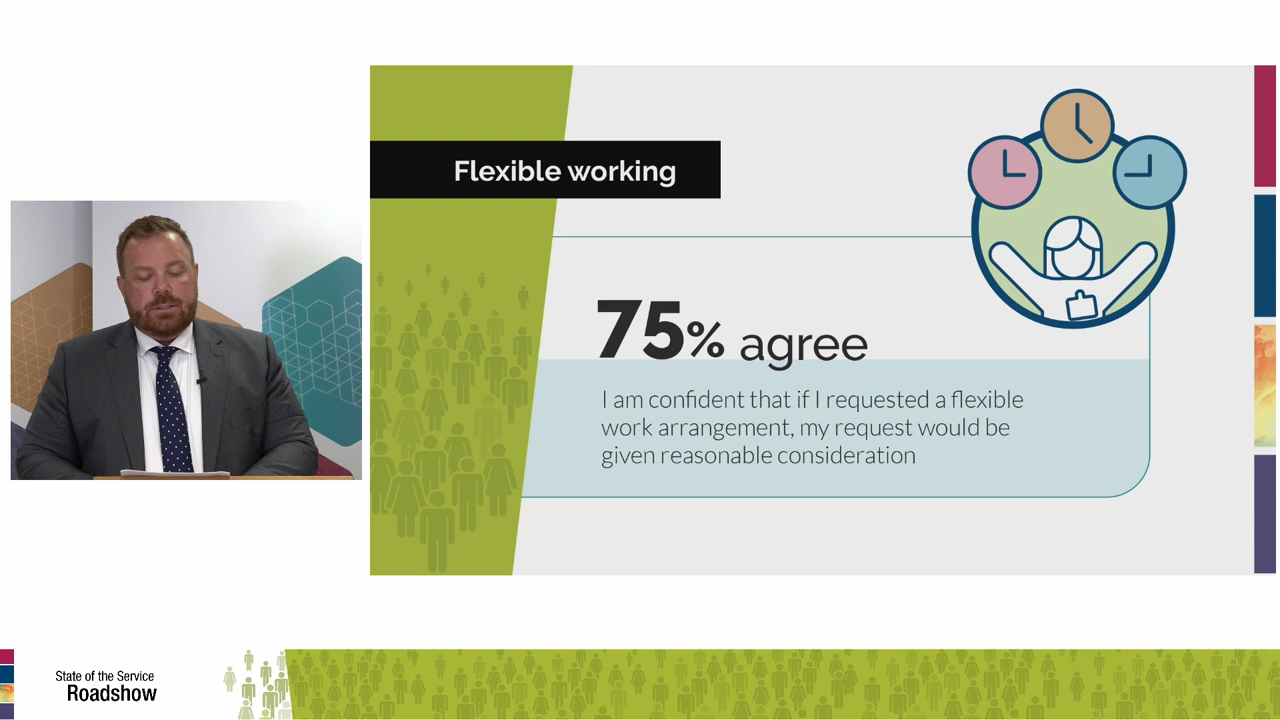 Flexible working
75% agree
I am confident that if I requested a flexible
work arrangement, my request would be
given reasonable consideration
State of the Service
Roadshow